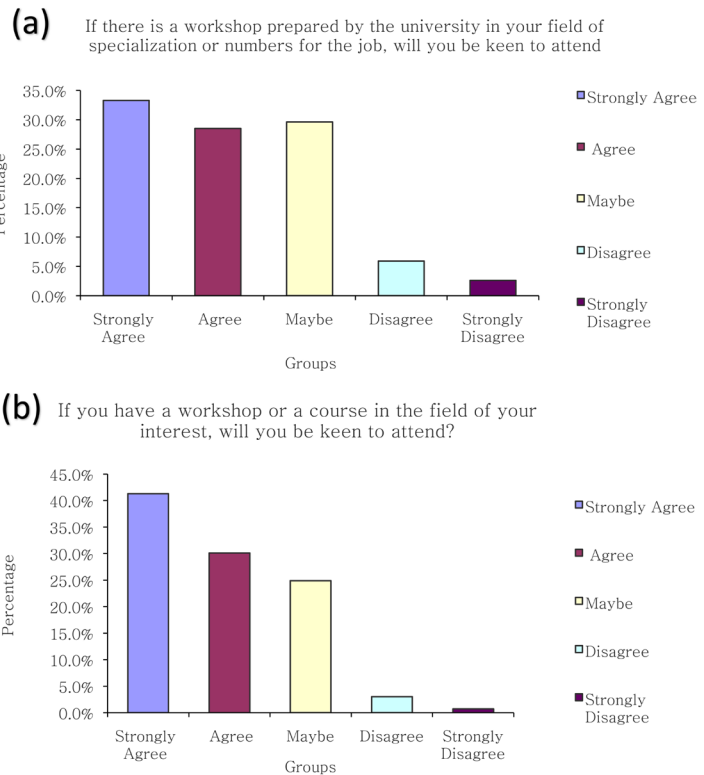 (a)
If there is a workshop prepared by the university in your field of
specialization or numbers for the job, will you be keen to attend
Percentage
35.0%
30.0%
25.0%
20.0%
15.0%
10.0%
5.0%
0.0%
Strongly Agree
Agree
Maybe
Disagree
Strongly
Disagree
Groups
Strongly Agree
Agree
Maybe
Disagree
Strongly
Disagree
(b)
If you have a workshop or a course in the field of your
interest, will you be keen to attend?
Percentage
45.0%
40.0%
35.0%
30.0%
25.0%
20.0%
15.0%
10.0%
5.0%
0.0%
Strongly
Agree
Agree
Maybe
Disagree
Strongly
Disagree
Groups
Strongly Agree
Agree
Maybe
Disagree
Strongly
Disagree